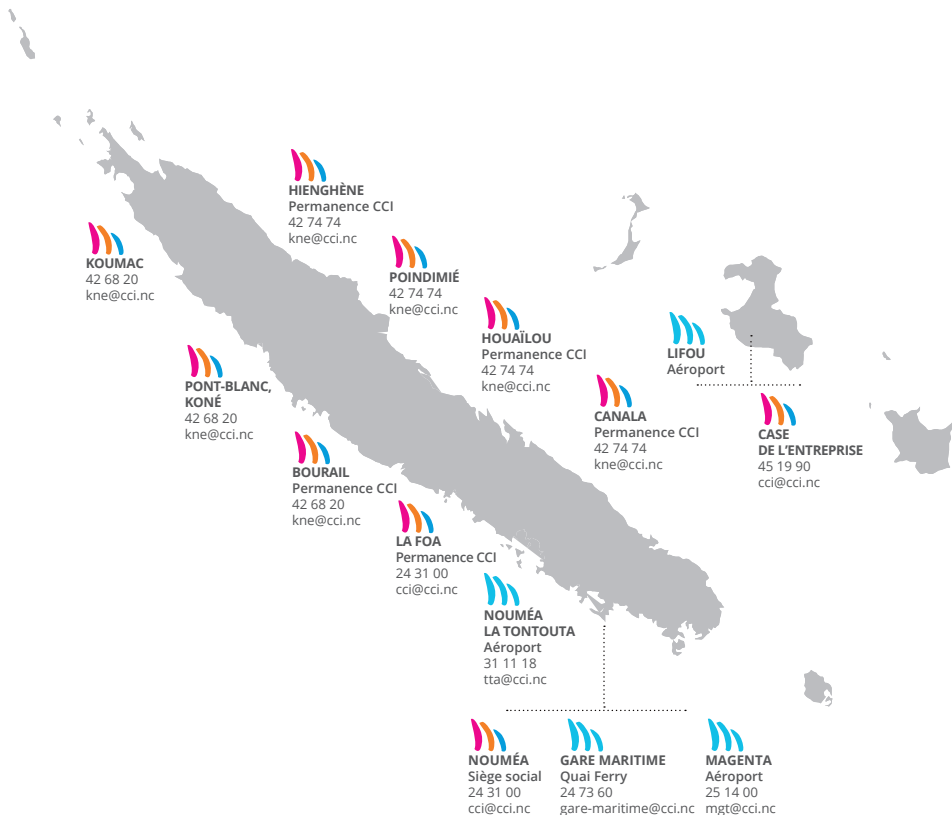 HIENGHÈNE
Permanence CCI
42 74 74
kne@cci.nc
KOUMAC
42 68 20
kne@cci.nc
POINDIMIÉ
42 74 74
kne@cci.nc
HOUAÏLOU
Permanence CCI
42 74 74
kne@cci.nc
LIFOU
Aéroport
PONT-BLANC,
KONÉ
42 68 20
kne@cci.nc
CANALA
Permanence CCI
42 74 74
kne@cci.nc
CASE
DE L'ENTREPRISE
45 19 90
cci@cci.nc
BOURAIL
Permanence CCI
42 68 20
kne@cci.nc
LA FOA
Permanence CCI
24 31 00
cci@cci.nc
NOUMÉA
LA TONTOUTA
Aéroport
31 11 18
tta@cci.nc
NOUMÉA
Siège social
24 31 00
cci@cci.nc
GARE MARITIME
Quai Ferry
24 73 60
gare-maritime@cci.nc
MAGENTA
Aéroport
25 14 00
mgt@cci.nc